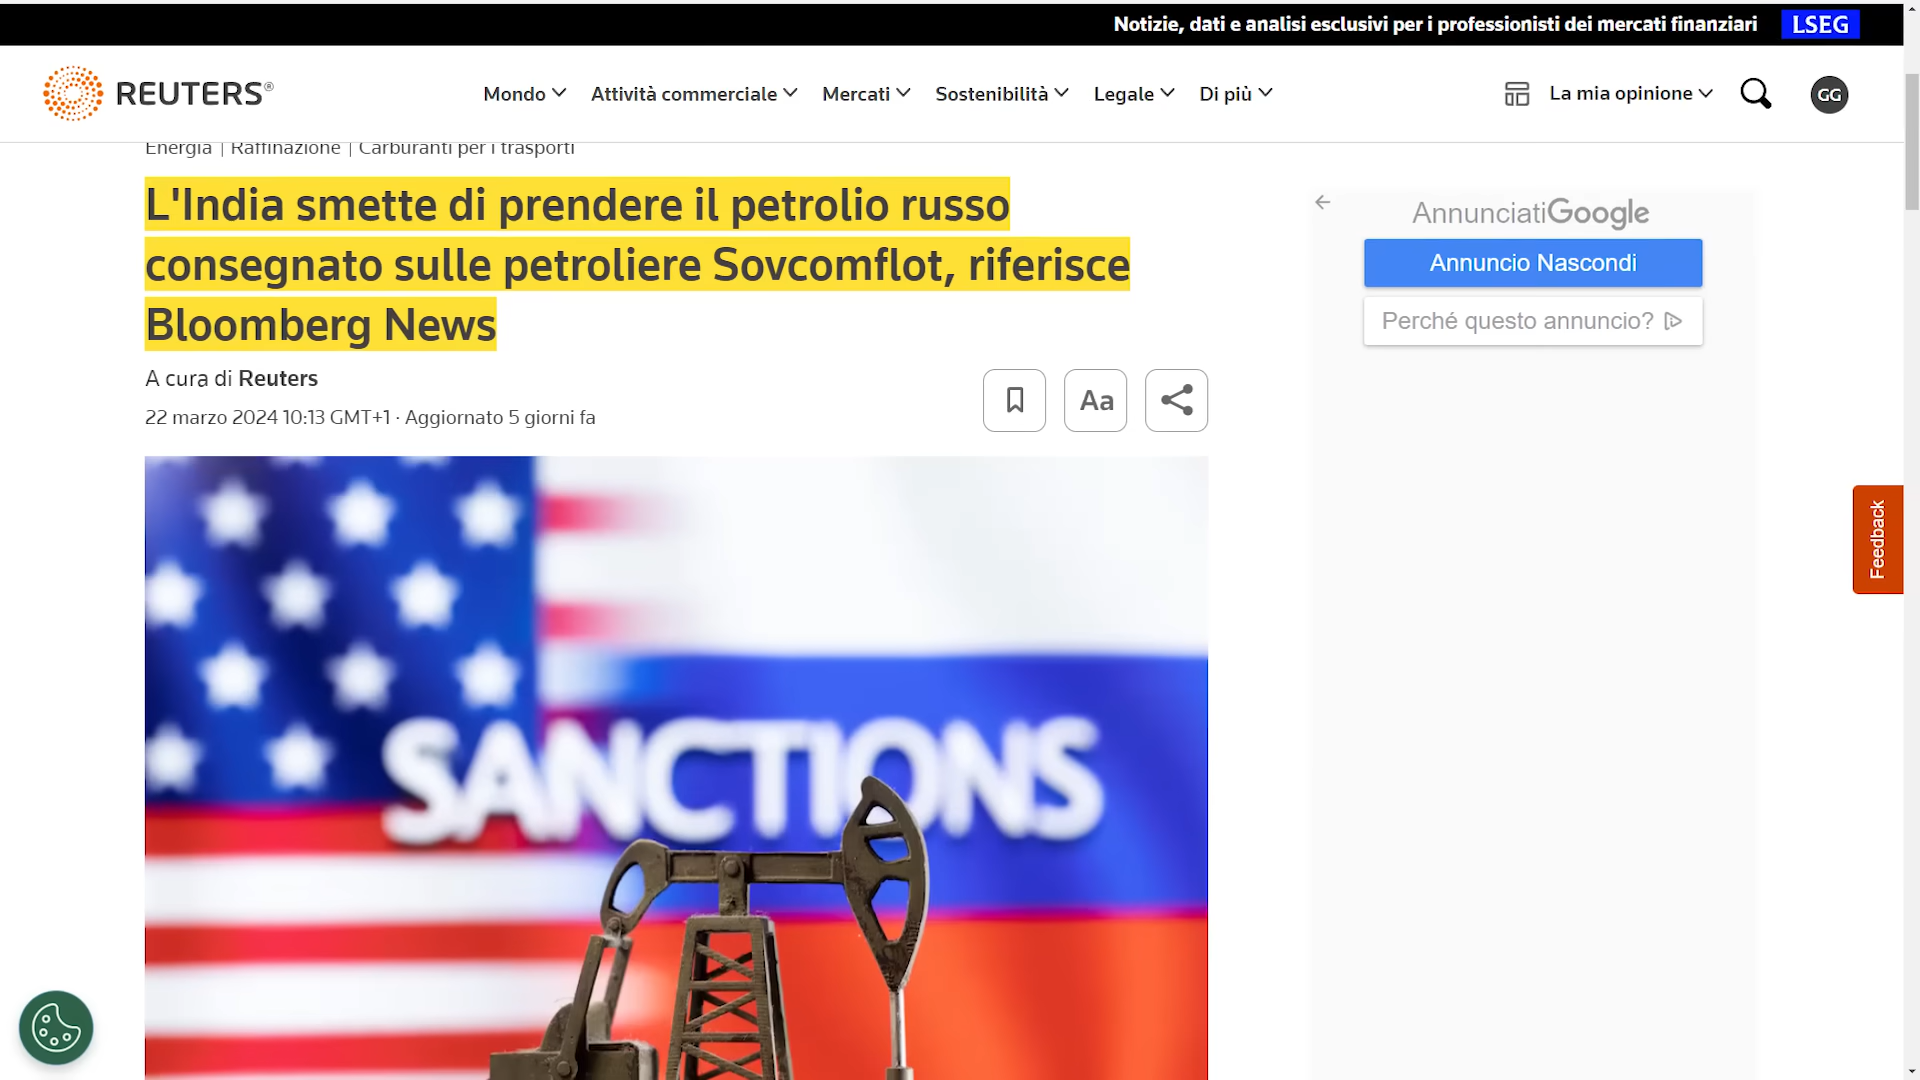 Notizie, dati e analisi esclusivi per i professionisti dei mercati finanziari LSEG
REUTERS®
Mondo Attività commerciale Mercati Sostenibilità Legale Di più
La mia opinione
GG
Energia | Raffinazione | Carburanti per i trasporti
L'India smette di prendere il petrolio russo
consegnato sulle petroliere Sovcomflot, riferisce
Bloomberg News
A cura di Reuters
22 marzo 2024 10:13 GMT+1 · Aggiornato 5 giorni fa
Aa
AnnunciatiGoogle
Annuncio Nascondi
Perché questo annuncio?
Feedback
SANCTIONS